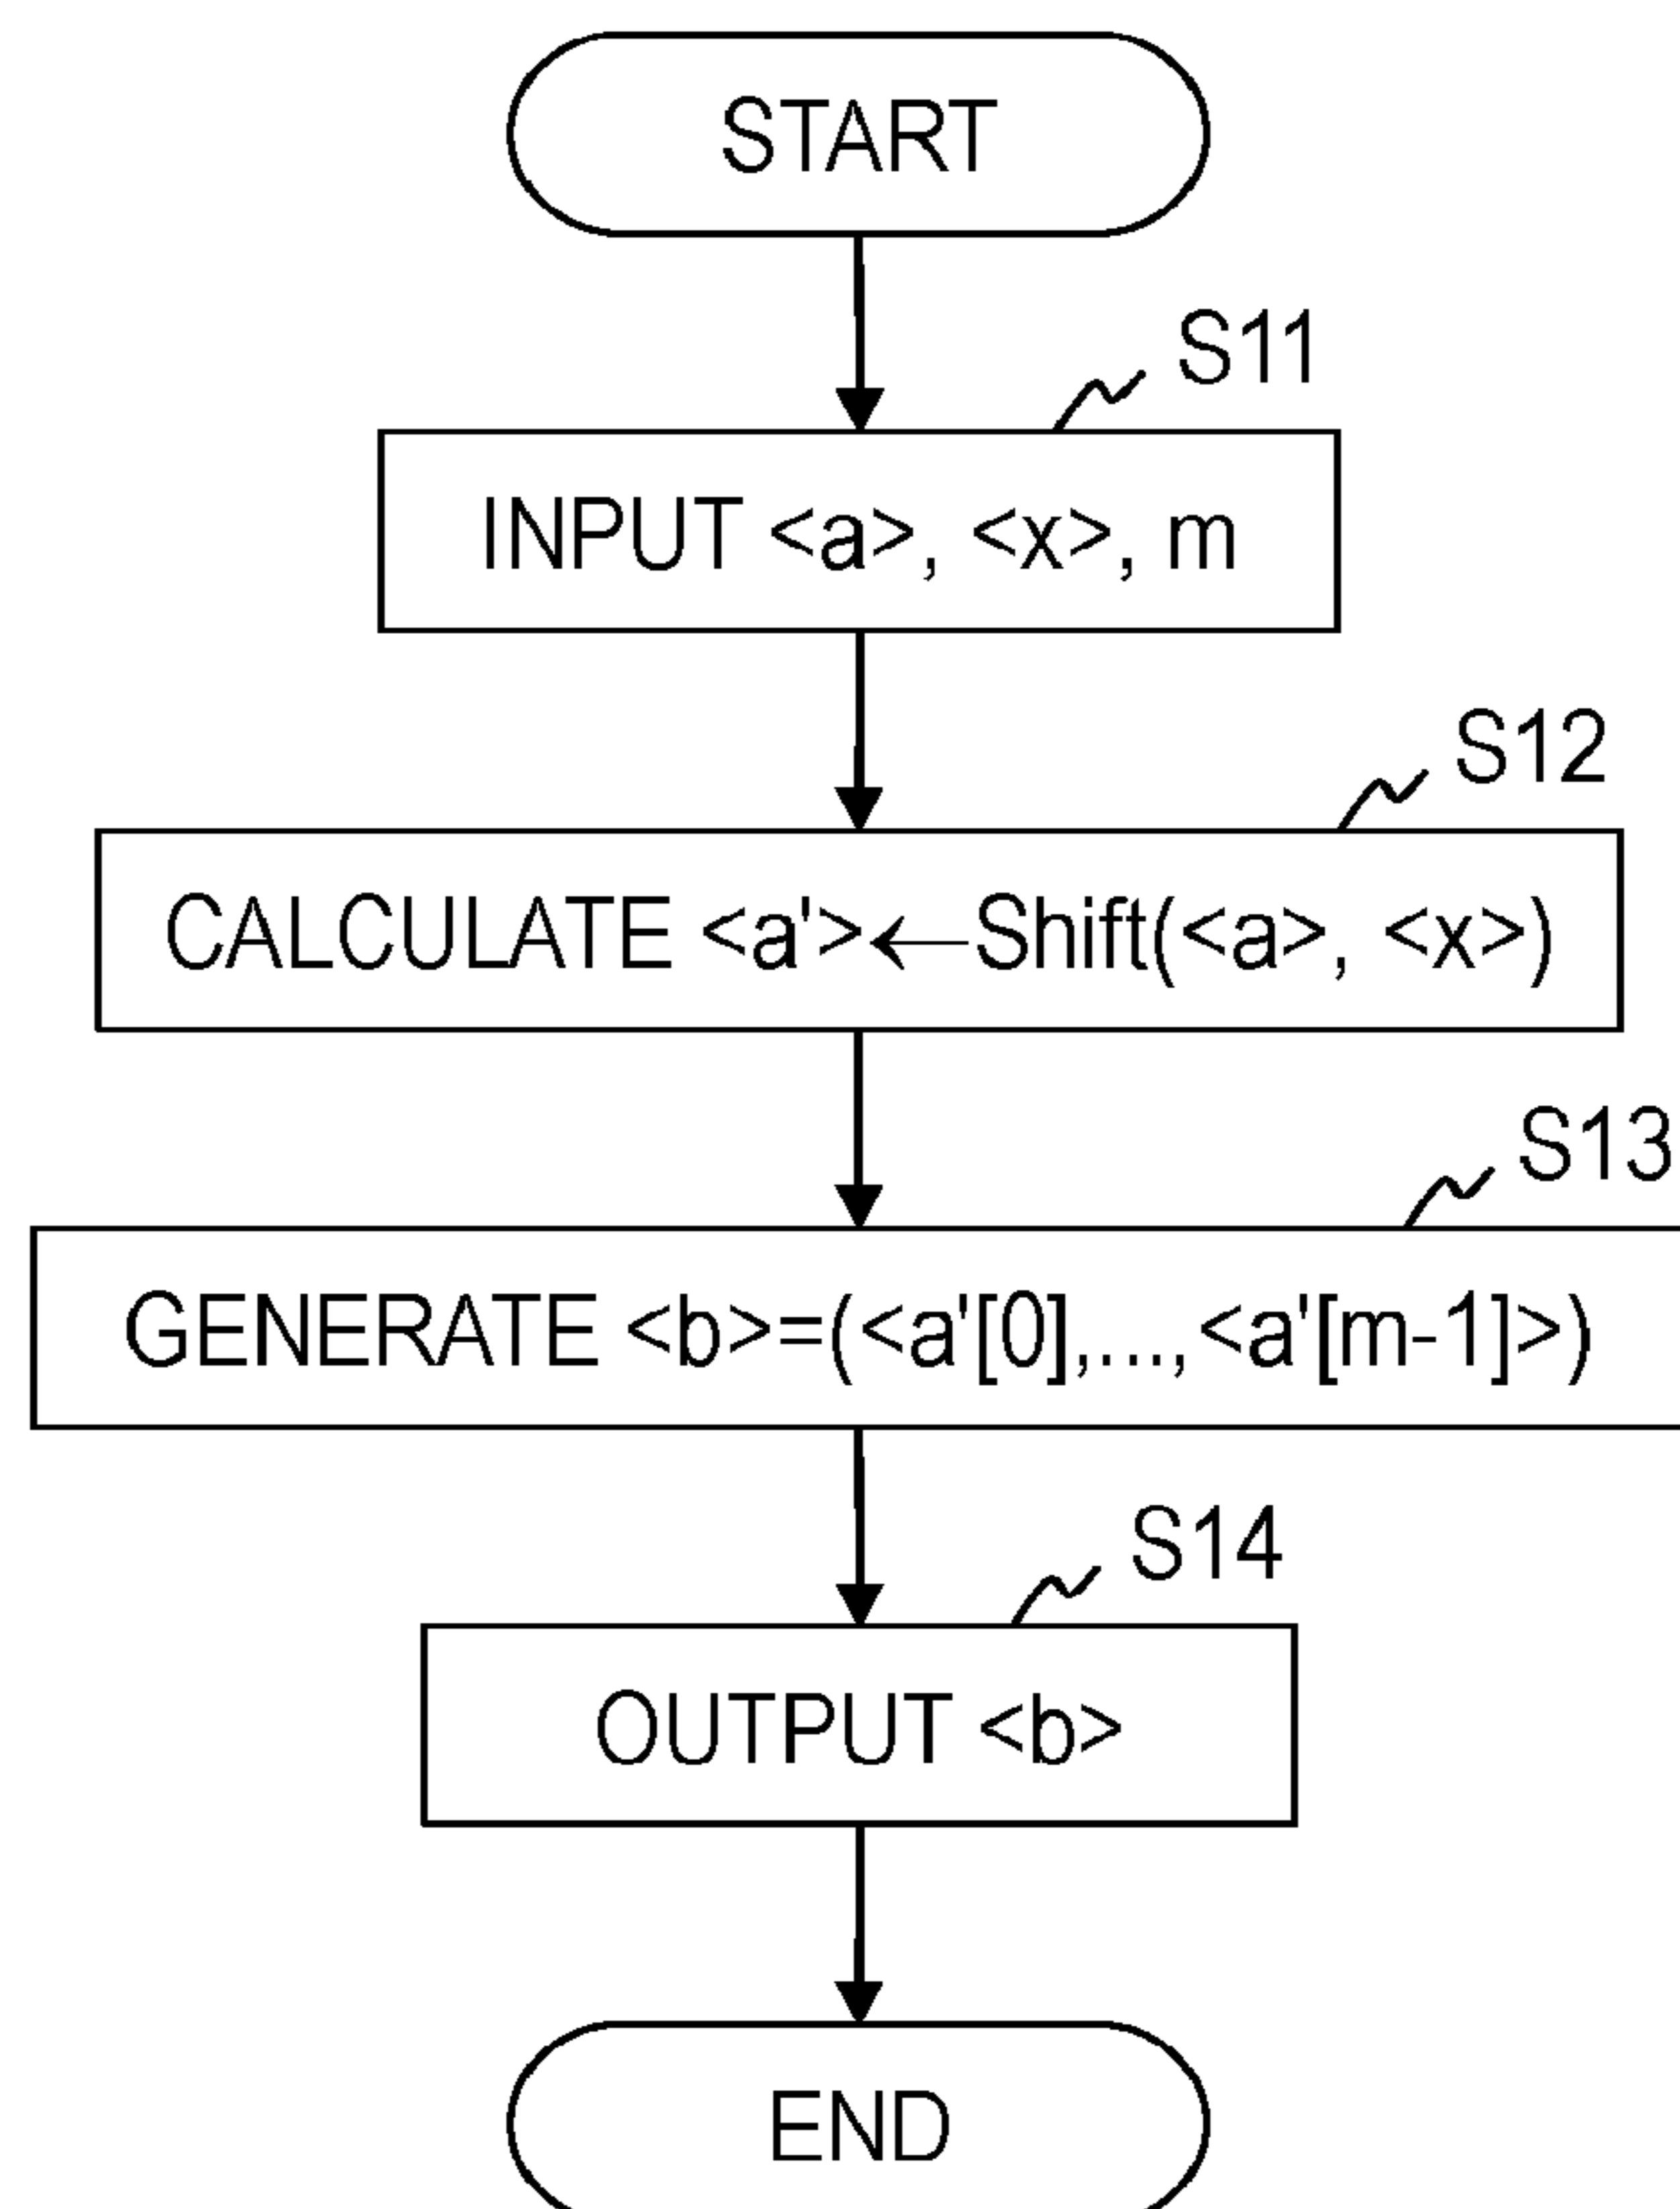 START
S11
INPUT <a>, <x>, m
S12
CALCULATE <a'>←Shift(<a>, <x>)
S13
GENERATE <b>=(<a'[0],...,<a'[m-1]>)
S14
OUTPUT <b>
END